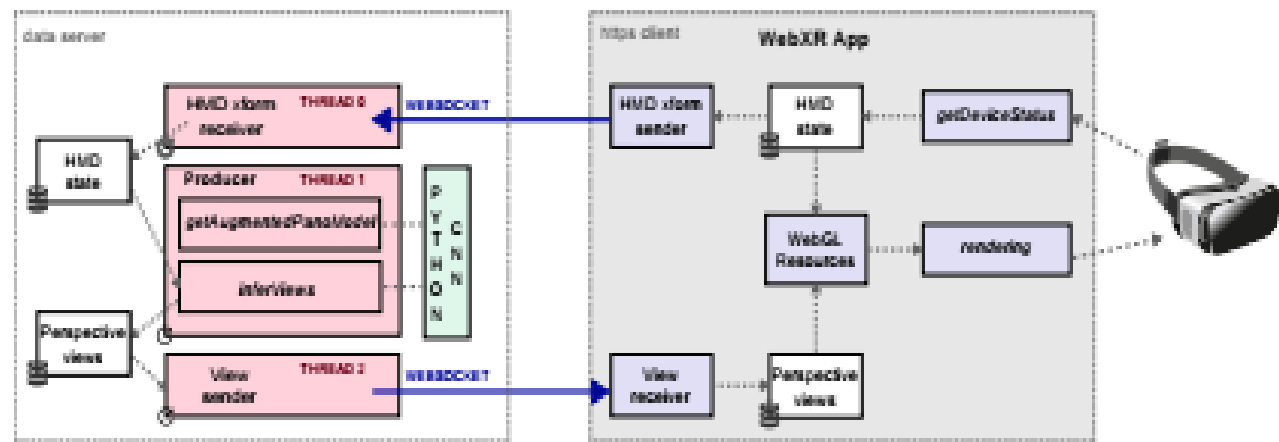 data server
HMD xform
receiver
THREAD 0
WEBSOCKET
HMD
state
Producer
THREAD 1
getAugmentedPanoModel
inferViews
PYTHON
CNN
Perspective
views
View
sender
THREAD 2
WEBSOCKET
https client
WebXR App
HMD xform
sender
HMD
state
getDeviceStatus
WebGL
Resources
rendering
View
receiver
Perspective
views